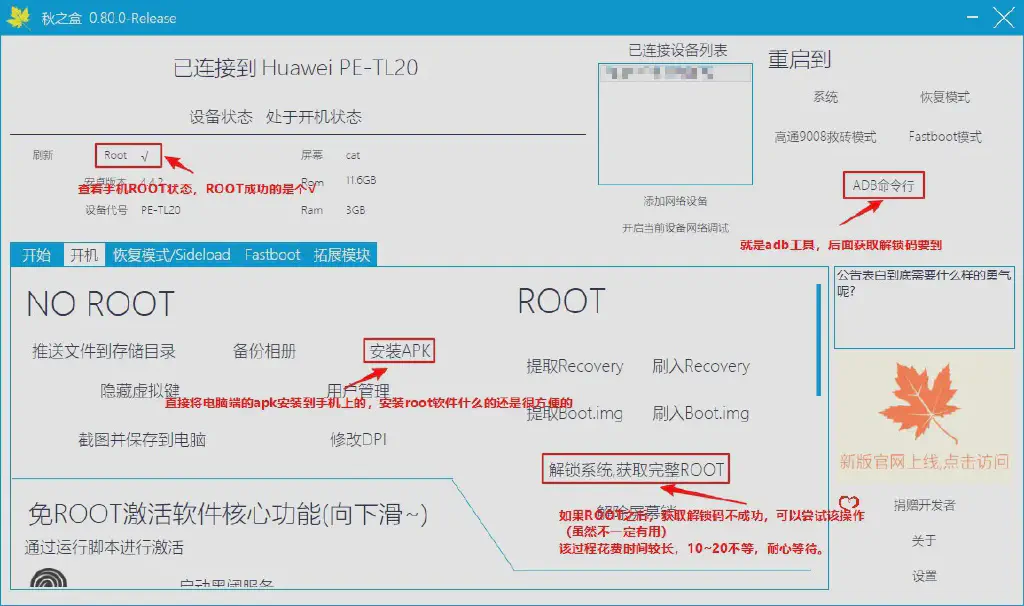 秋之盒 0.80.0-Release
已连接到 Huawei PE-TL20
设备状态 处于开机状态
刷新
Root √
屏幕 cat
安卓版本 4.4.2
Rom 11.6GB
查看手机ROOT状态，ROOT成功的是个√
设备代号 PE-TL20
Ram 3GB
已连接设备列表
添加网络设备
开启当前设备网络调试
重启到
系统 恢复模式
高通9008救砖模式 Fastboot模式
ADB命令行
就是adb工具，后面获取解锁码要到
开始 开机 恢复模式/Sideload Fastboot 拓展模块
NO ROOT
推送文件到存储目录 备份相册 安装APK
隐藏虚拟键 用户管理
直接将电脑端的apk安装到手机上的，安装root软件什么的还是很方便的
截图并保存到电脑 修改DPI
ROOT
提取Recovery 刷入Recovery
提取Boot.img 刷入Boot.img
解锁系统,获取完整ROOT
如果ROOT之后，获取解锁码不成功，可以尝试该操作
（虽然不一定有用）
该过程花费时间较长，10~20不等，耐心等待。
免ROOT激活软件核心功能(向下滑~)
通过运行脚本进行激活
启动黑阈服务
公告表白到底需要什么样的勇气
呢?
新版官网上线,点击访问
捐赠开发者
关于
设置